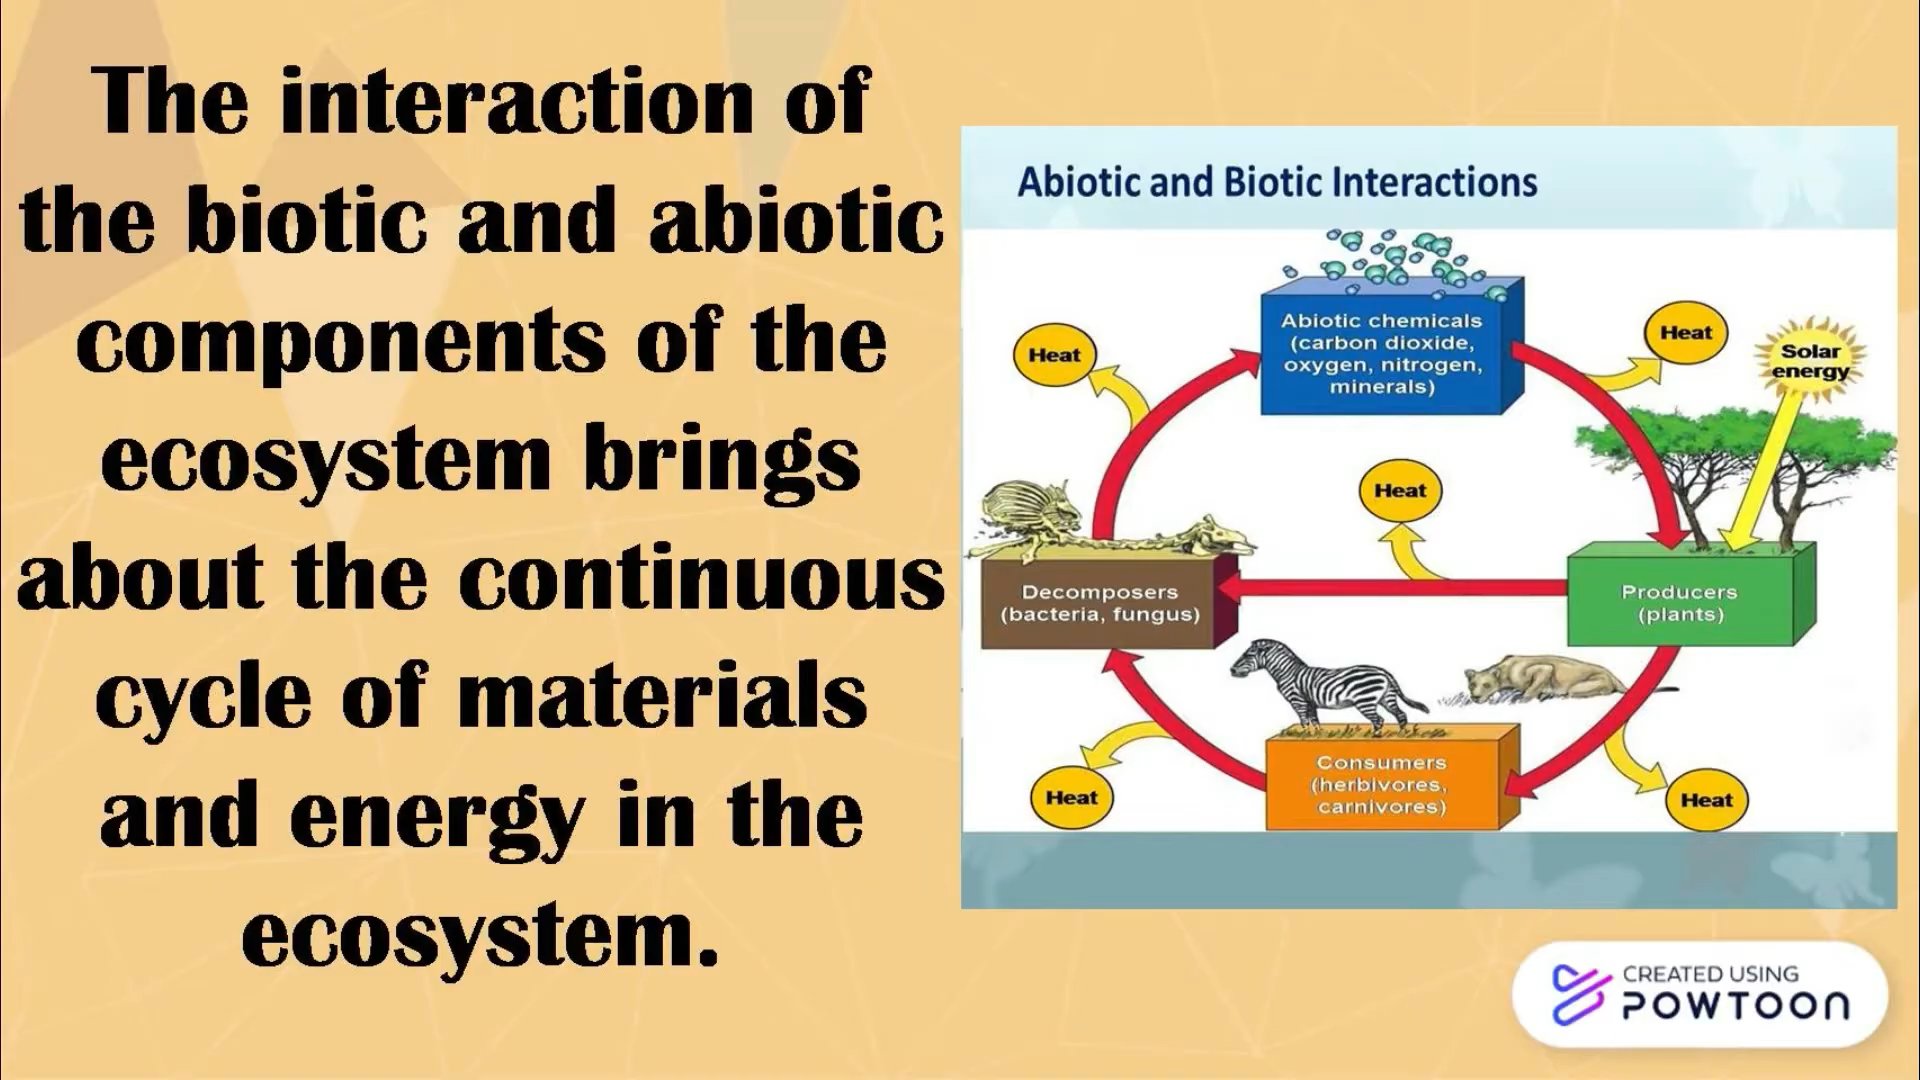 The interaction of
the biotic and abiotic
components of the
ecosystem brings
about the continuous
cycle of materials
and energy in the
ecosystem.
Abiotic and Biotic Interactions
Abiotic chemicals
(carbon dioxide,
oxygen, nitrogen,
minerals)
Heat
Heat
Solar
energy
Heat
Decomposers
(bacteria, fungus)
Producers
(plants)
Consumers
(herbivores,
carnivores)
Heat
Heat
CREATED USING
POWTOON